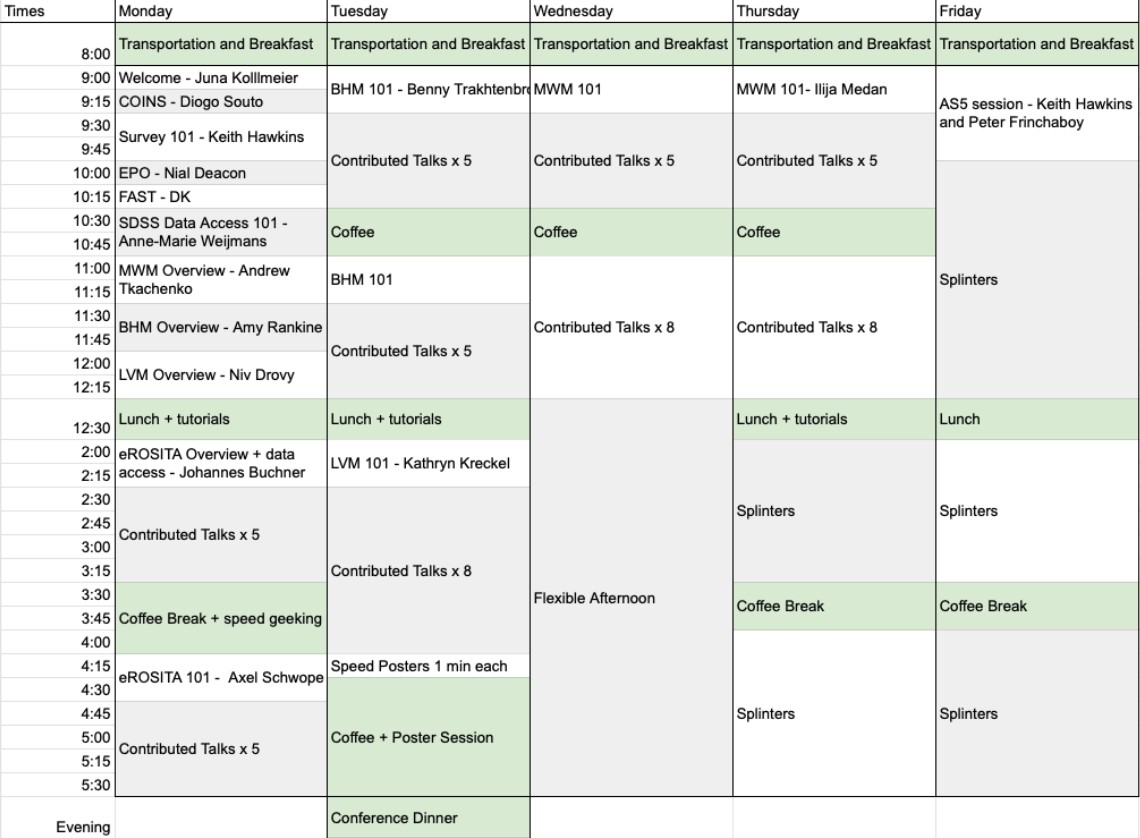 Times Monday Tuesday Wednesday Thursday Friday
8:00 Transportation and Breakfast Transportation and Breakfast Transportation and Breakfast Transportation and Breakfast Transportation and Breakfast
9:00 Welcome - Juna Kolllmeier
BHM 101 - Benny Trakhtenbro MWM 101 MWM 101- Ilija Medan
9:15 COINS - Diogo Souto
AS5 session - Keith Hawkins
and Peter Frinchaboy
9:30
Survey 101 - Keith Hawkins
9:45
Contributed Talks x 5 Contributed Talks x 5 Contributed Talks x 5
10:00 EPO - Nial Deacon
10:15 FAST - DK
10:30 SDSS Data Access 101 -
Coffee Coffee Coffee
10:45 Anne-Marie Weijmans
11:00 MWM Overview - Andrew
BHM 101 Splinters
11:15 Tkachenko
11:30
BHM Overview - Amy Rankine Contributed Talks x 8 Contributed Talks x 8
11:45
Contributed Talks x 5
12:00
LVM Overview - Niv Drovy
12:15
12:30 Lunch + tutorials Lunch + tutorials Lunch + tutorials Lunch
2:00 eROSITA Overview + data
LVM 101 - Kathryn Kreckel
2:15 access - Johannes Buchner
2:30
Splinters Splinters
2:45
Contributed Talks x 5
3:00
Contributed Talks x 8
3:15
3:30
Flexible Afternoon
Coffee Break Coffee Break
3:45 Coffee Break + speed geeking
4:00
4:15 Speed Posters 1 min each
eROSITA 101 -  Axel Schwope
4:30
4:45 Splinters Splinters
5:00 Coffee + Poster Session
Contributed Talks x 5
5:15
5:30
Evening Conference Dinner